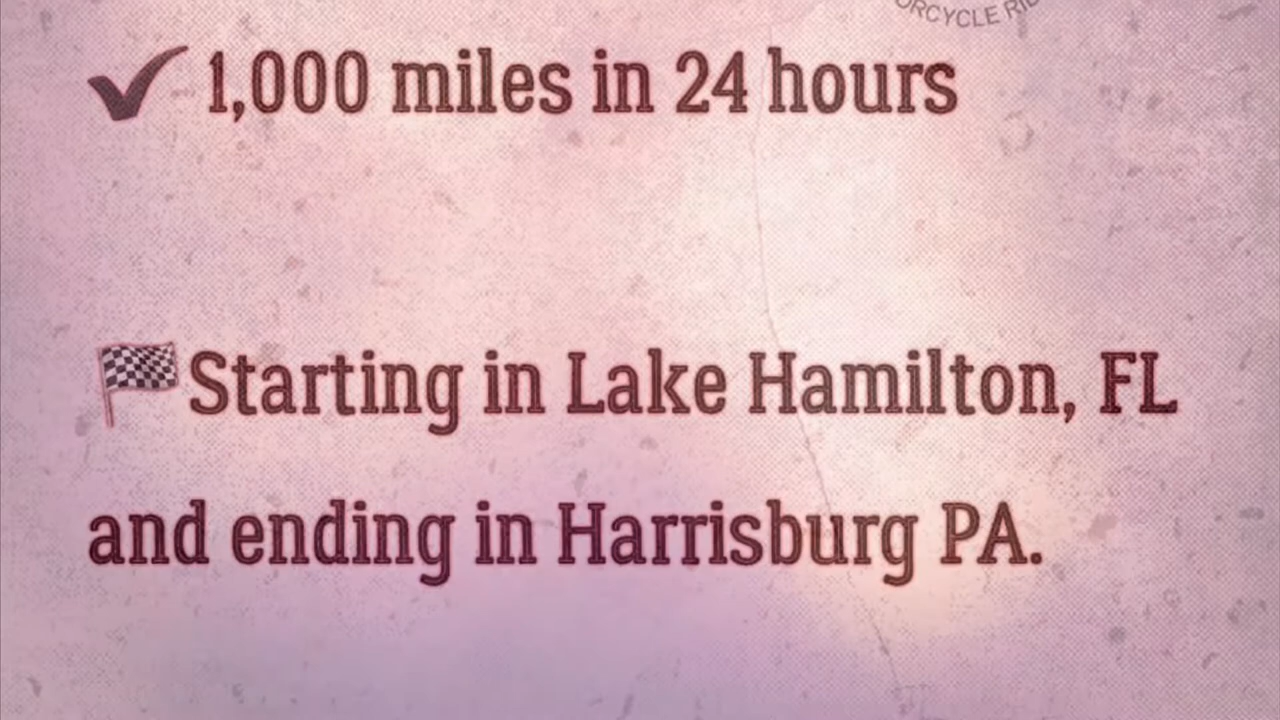 1,000 miles in 24 hours
Starting in Lake Hamilton, FL
and ending in Harrisburg PA.